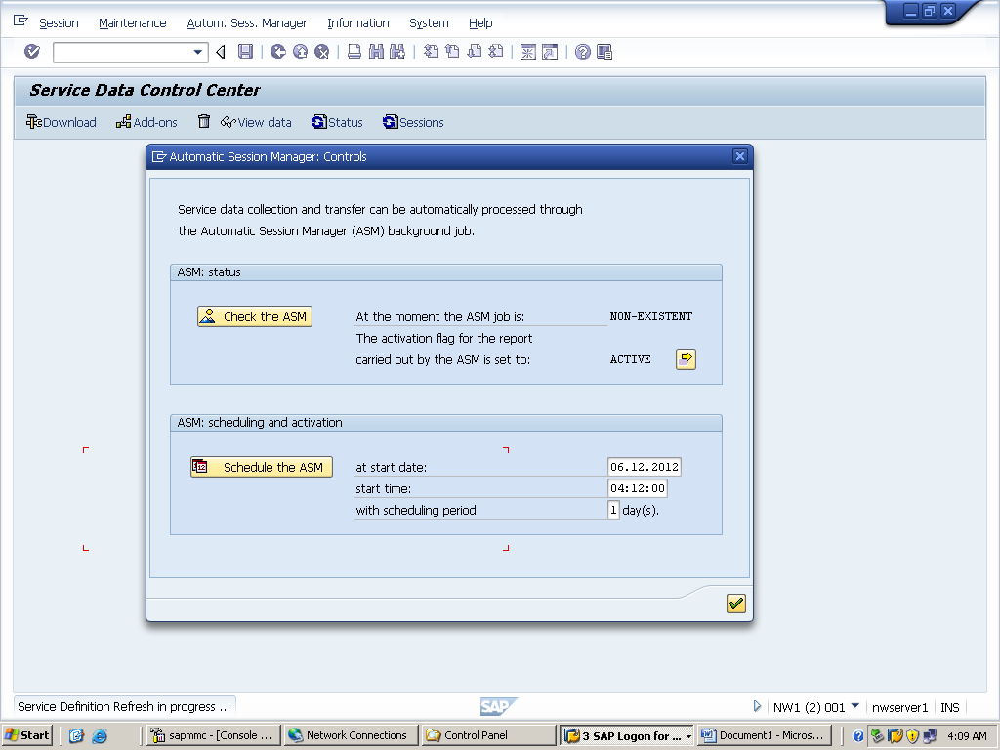 Session Maintenance Autom. Sess. Manager Information System Help
Service Data Control Center
Download Add-ons View data Status Sessions
Automatic Session Manager: Controls
Service data collection and transfer can be automatically processed through
the Automatic Session Manager (ASM) background job.
ASM: status
Check the ASM At the moment the ASM job is: NON-EXISTENT
The activation flag for the report
carried out by the ASM is set to: ACTIVE
ASM: scheduling and activation
Schedule the ASM at start date: 06.12.2012
start time: 04:12:00
with scheduling period 1 day(s).
Service Definition Refresh in progress ... SAP NW1 (2) 001 nwserver1 INS
Start sapmmc - [Console ... Network Connections Control Panel 3 SAP Logon for ... Document1 - Micros... 4:09 AM